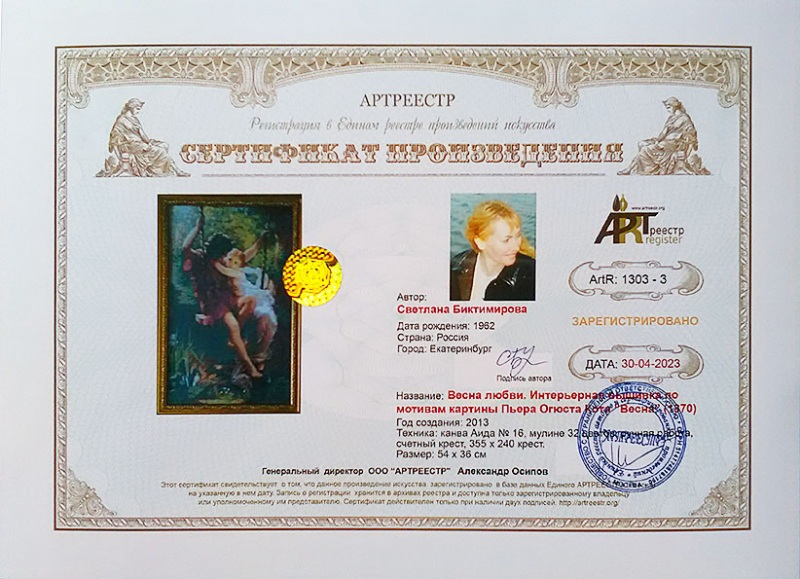 АРТРЕЕСТР
Регистрация в Едином реестре произведений искусства
СЕРТИФИКАТ ПРОИЗВЕДЕНИЯ
www.artreestr.org
ART реестр
register
ArtR: 1303 - 3
ЗАРЕГИСТРИРОВАНО
ДАТА: 30-04-2023
Автор:
Светлана Биктимирова
Дата рождения: 1962
Страна: Россия
Город: Екатеринбург
Подпись автора
Название: Весна любви. Интерьерная вышивка по
мотивам картины Пьера Огюста Кота "Весна" (1870)
Год создания: 2013
Техника: канва Аида № 16, мулине 32 работа,
счетный крест, 355 х 240 крест.
Размер: 54 х 36 см
Генеральный директор ООО "АРТРЕЕСТР" Александр Осипов
Этот сертификат свидетельствует о том, что данное произведение искусства зарегистрировано в базе данных Единого АРТРЕЕСТРА
на указанную в нем дату. Запись о регистрации хранится в архивах реестра и доступна только зарегистрированному владельцу
или уполномоченному им представителю. Сертификат действителен только при наличии двух подписей. http://artreestr.org/